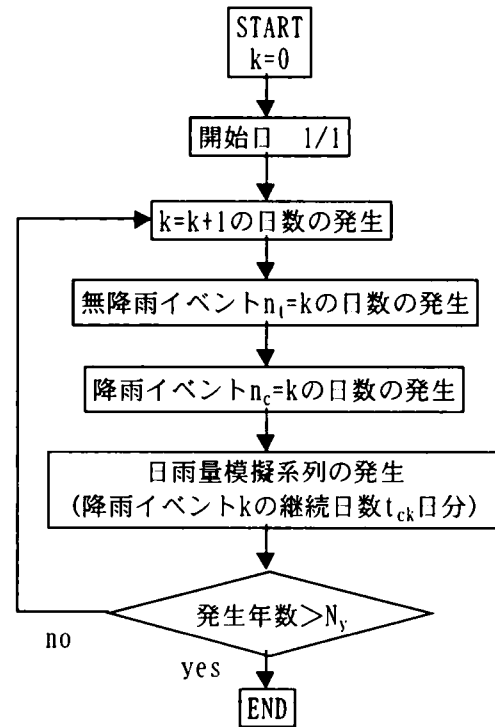 START
k=0
開始日 1/1
k=k+1の日数の発生
無降雨イベントn_t=kの日数の発生
降雨イベントn_c=kの日数の発生
日雨量模擬系列の発生
(降雨イベントkの継続日数t_ck日分)
発生年数>N_y
no
yes
END